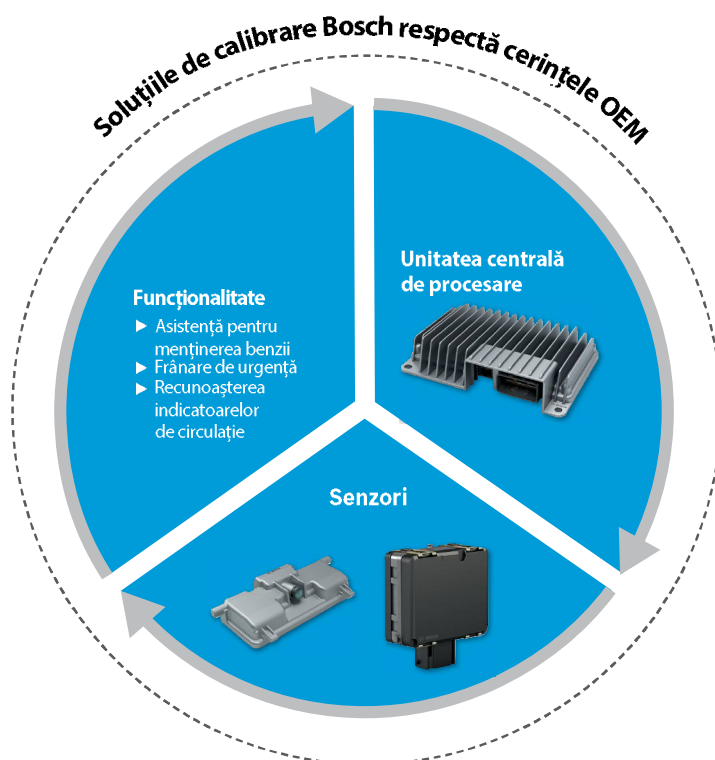 Soluțiile de calibrare Bosch respectă cerințele OEM
Unitatea centrală
de procesare
Funcționalitate
▶ Asistență pentru
menținerea benzii
▶ Frânare de urgență
▶ Recunoașterea
indicatoarelor
de circulație
Senzori